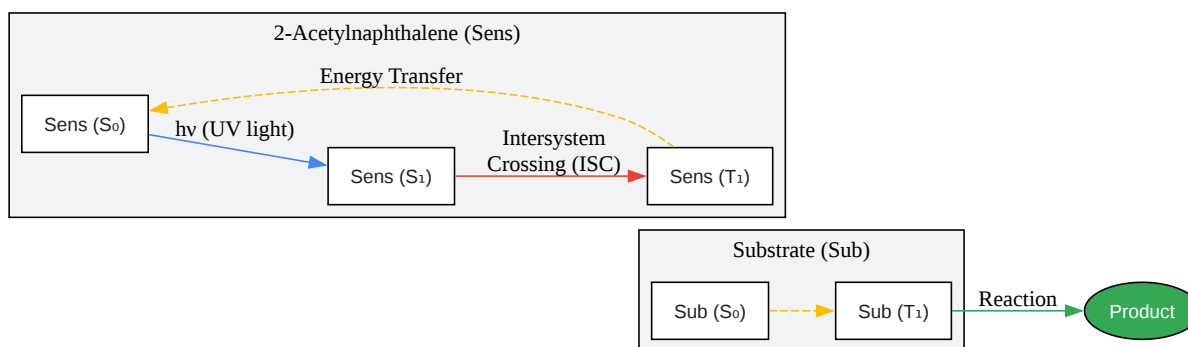 2-Acetylnaphthalene (Sens)
Energy Transfer
Sens (S₀)
hν (UV light)
Intersystem
Crossing (ISC)
Sens (S₁)
Sens (T₁)
Substrate (Sub)
Sub (S₀)
Sub (T₁)
Reaction
Product